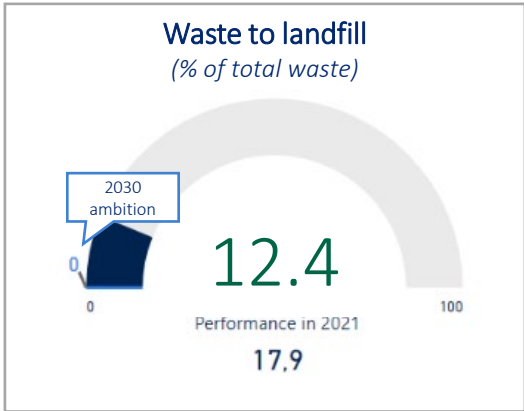 Waste to landfill
(% of total waste)
2030
ambition
0
12.4
0
100
Performance in 2021
17,9